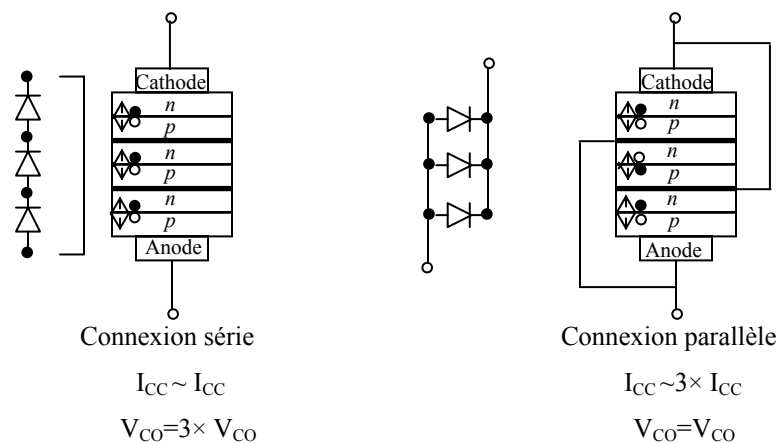 Cathode
n
p
n
p
n
p
Anode
Connexion série
I_CC ~ I_CC
V_CO=3× V_CO
Cathode
n
p
n
p
n
p
Anode
Connexion parallèle
I_CC ~3× I_CC
V_CO=V_CO